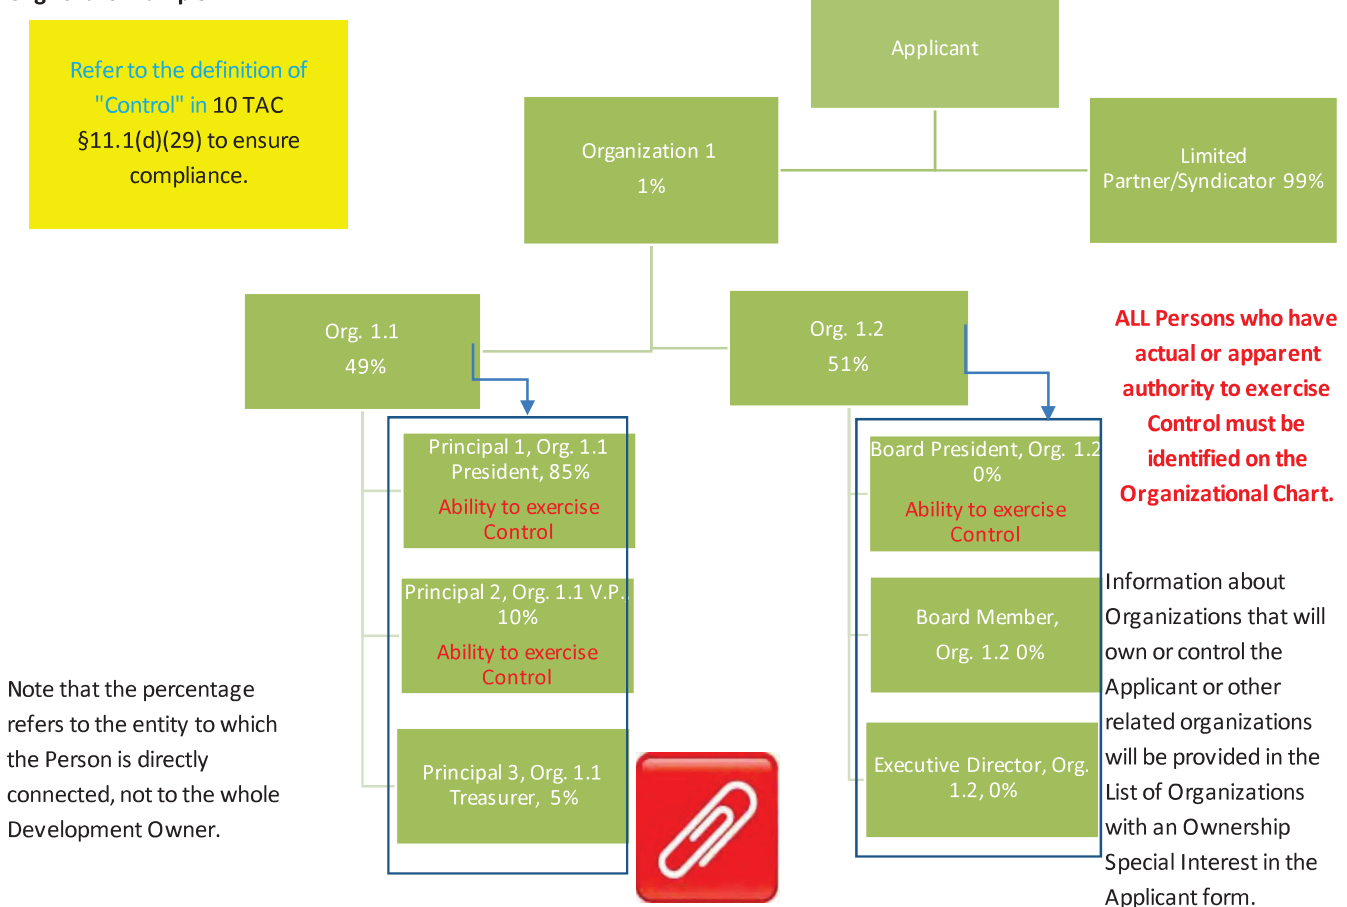 Refer to the definition of
"Control" in 10 TAC
§11.1(d)(29) to ensure
compliance.
Applicant
Organization 1
1%
Limited
Partner/Syndicator 99%
Org. 1.1
49%
Org. 1.2
51%
ALL Persons who have
actual or apparent
authority to exercise
Control must be
identified on the
Organizational Chart.
Principal 1, Org. 1.1
President, 85%
Ability to exercise
Control
Principal 2, Org. 1.1 V.P..
10%
Ability to exercise
Control
Principal 3, Org. 1.1
Treasurer, 5%
Board President, Org. 1.2
0%
Ability to exercise
Control
Board Member,
Org. 1.2 0%
Executive Director, Org.
1.2, 0%
Information about
Organizations that will
own or control the
Applicant or other
related organizations
will be provided in the
List of Organizations
with an Ownership
Special Interest in the
Applicant form.
Note that the percentage
refers to the entity to which
the Person is directly
connected, not to the whole
Development Owner.